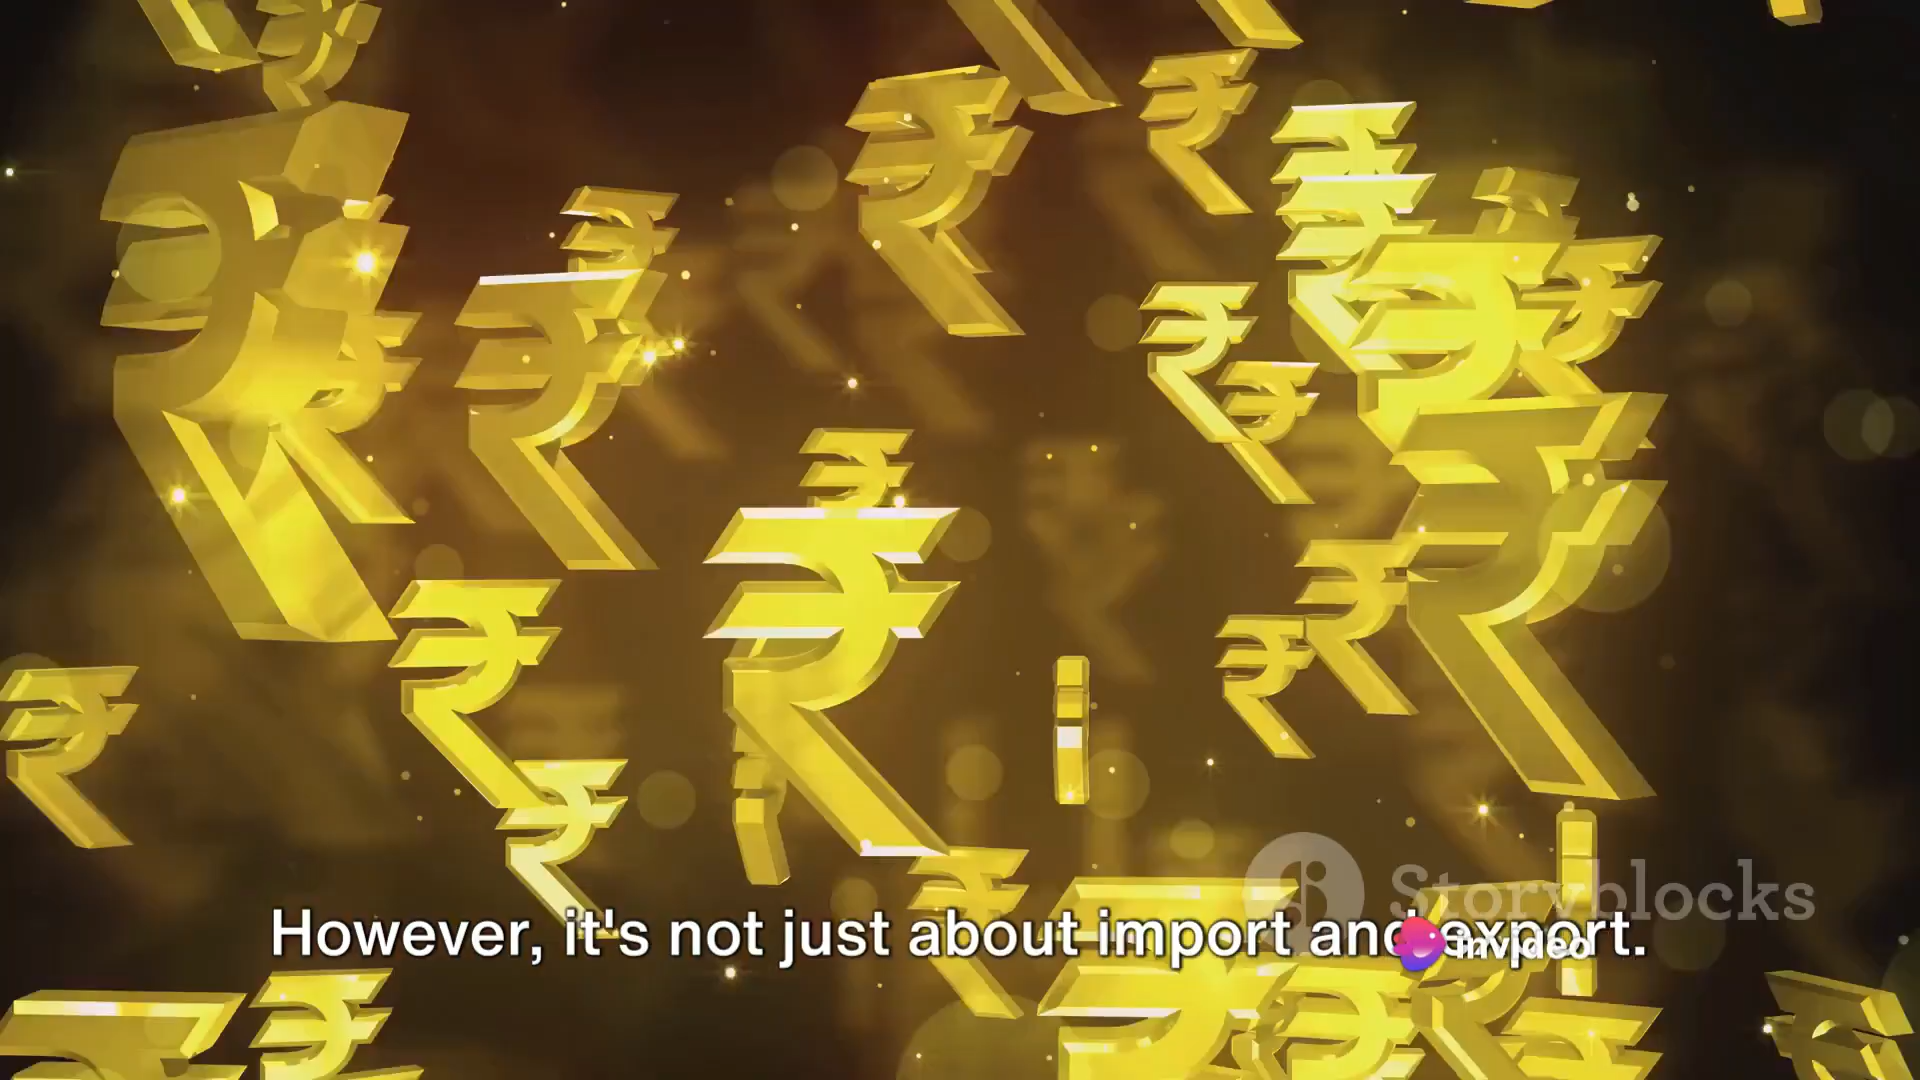 Storyblocks
However, it's not just about import and export.
invideo